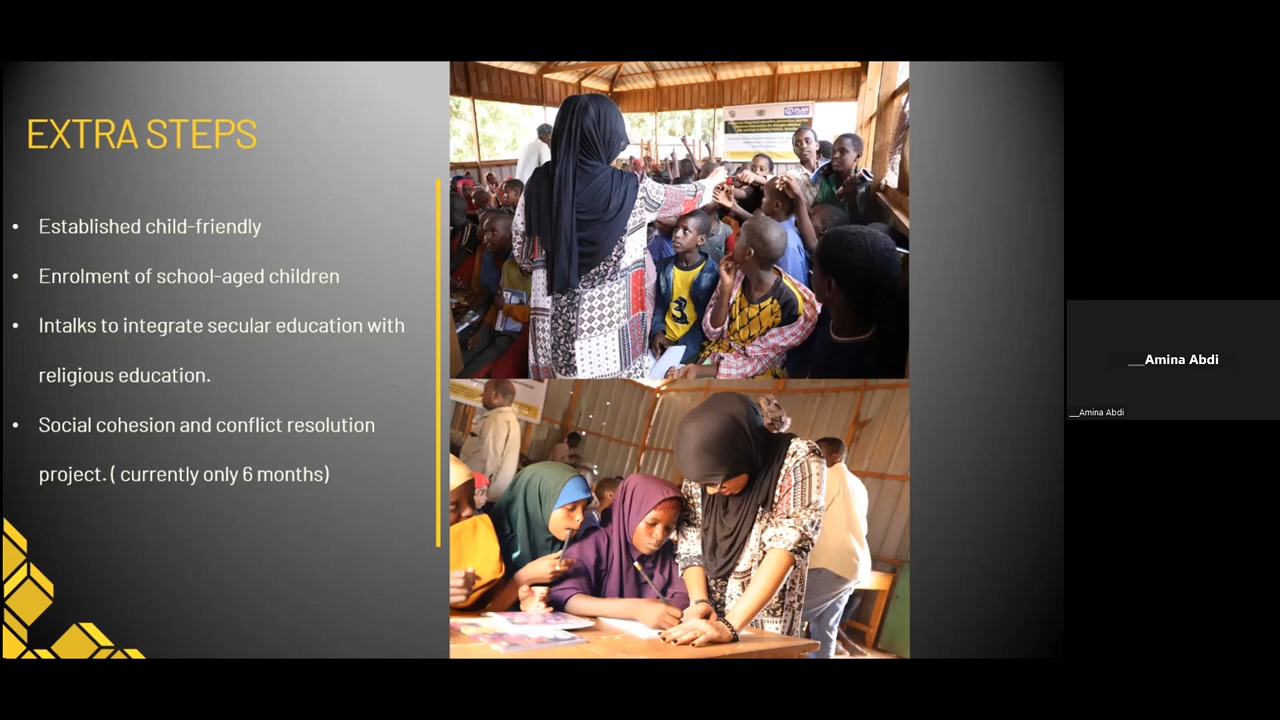 EXTRA STEPS
• Established child-friendly
• Enrolment of school-aged children
• Intalks to integrate secular education with
religious education.
• Social cohesion and conflict resolution
project. ( currently only 6 months)
__Amina Abdi
__Amina Abdi